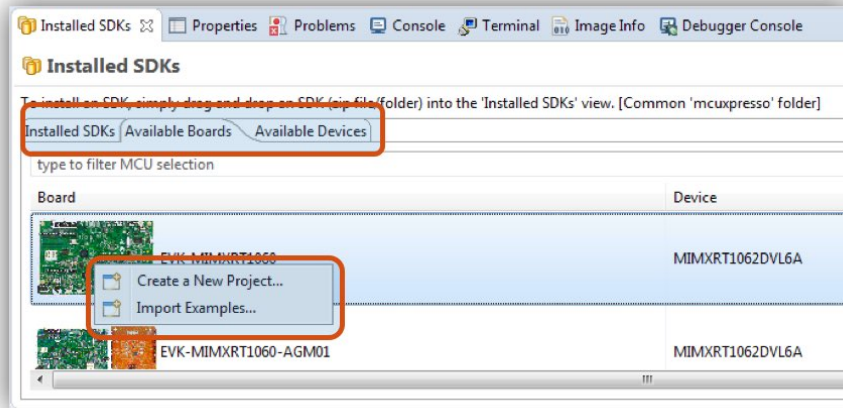 Installed SDKs Properties Problems Console Terminal Image Info Debugger Console
Installed SDKs
To install an SDK, simply drag and drop an SDK (zip file/folder) into the 'Installed SDKs' view. [Common 'mcuxpresso' folder]
Installed SDKs Available Boards Available Devices
type to filter MCU selection
Board Device
EVK-MIMXRT1060 MIMXRT1062DVL6A
Create a New Project...
Import Examples...
EVK-MIMXRT1060-AGM01 MIMXRT1062DVL6A